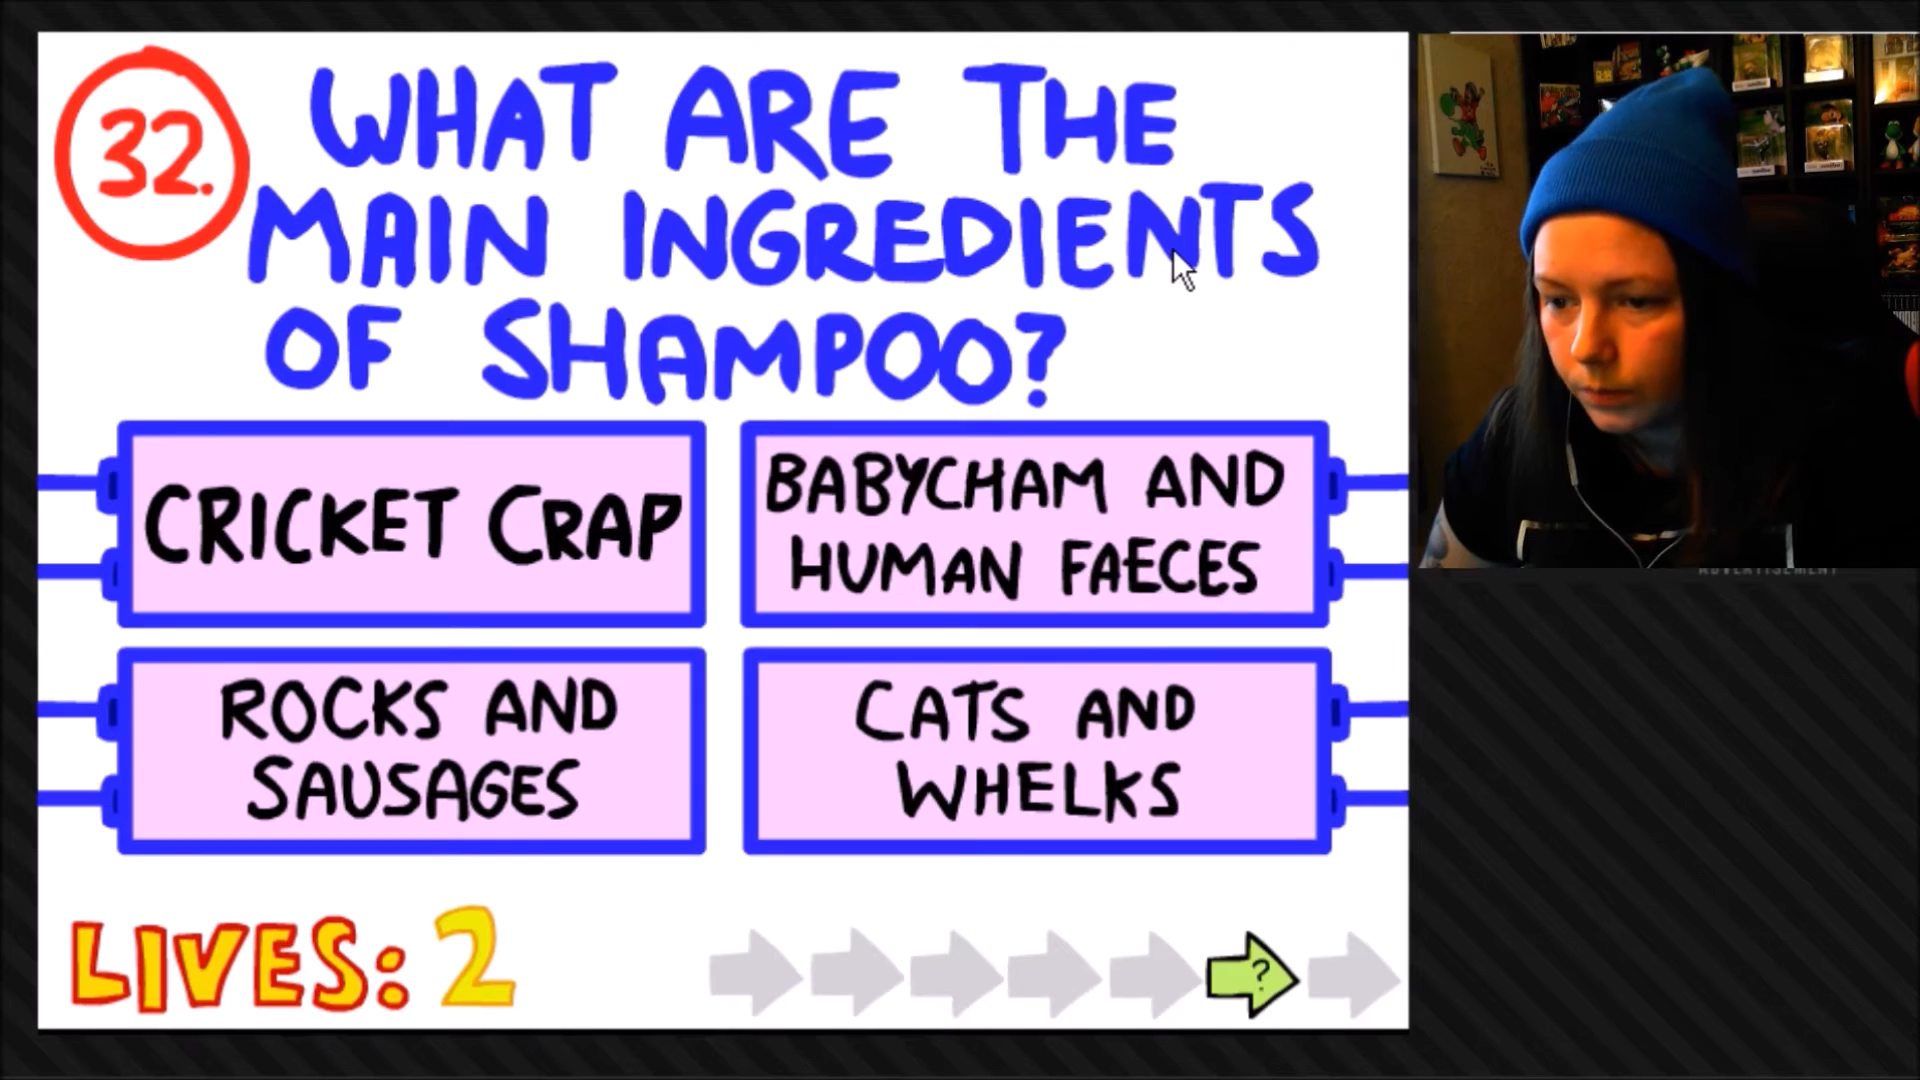 32.
WHAT ARE THE
MAIN INGREDIENTS
OF SHAMPOO?
CRICKET CRAP
BABYCHAM AND
HUMAN FAECES
ROCKS AND
SAUSAGES
CATS AND
WHELKS
LIVES: 2
?
ADVERTISEMENT